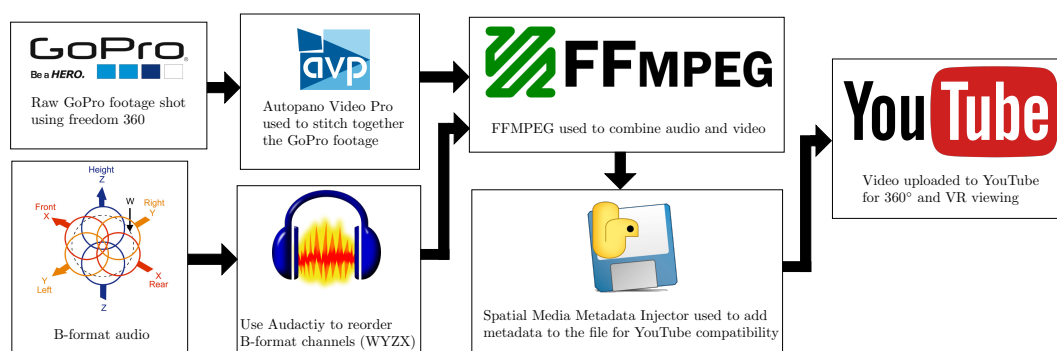 GoPro
Be a HERO.
Raw GoPro footage shot
using freedom 360
avp
Autopano Video Pro
used to stitch together
the GoPro footage
FFMPEG
FFMPEG used to combine audio and video
YouTube
Video uploaded to YouTube
for 360° and VR viewing
Height
Z
W
Front
X
Right
Y
Y
Left
X
Rear
Z
B-format audio
Use Audactiy to reorder
B-format channels (WYZX)
Spatial Media Metadata Injector used to add
metadata to the file for YouTube compatibility